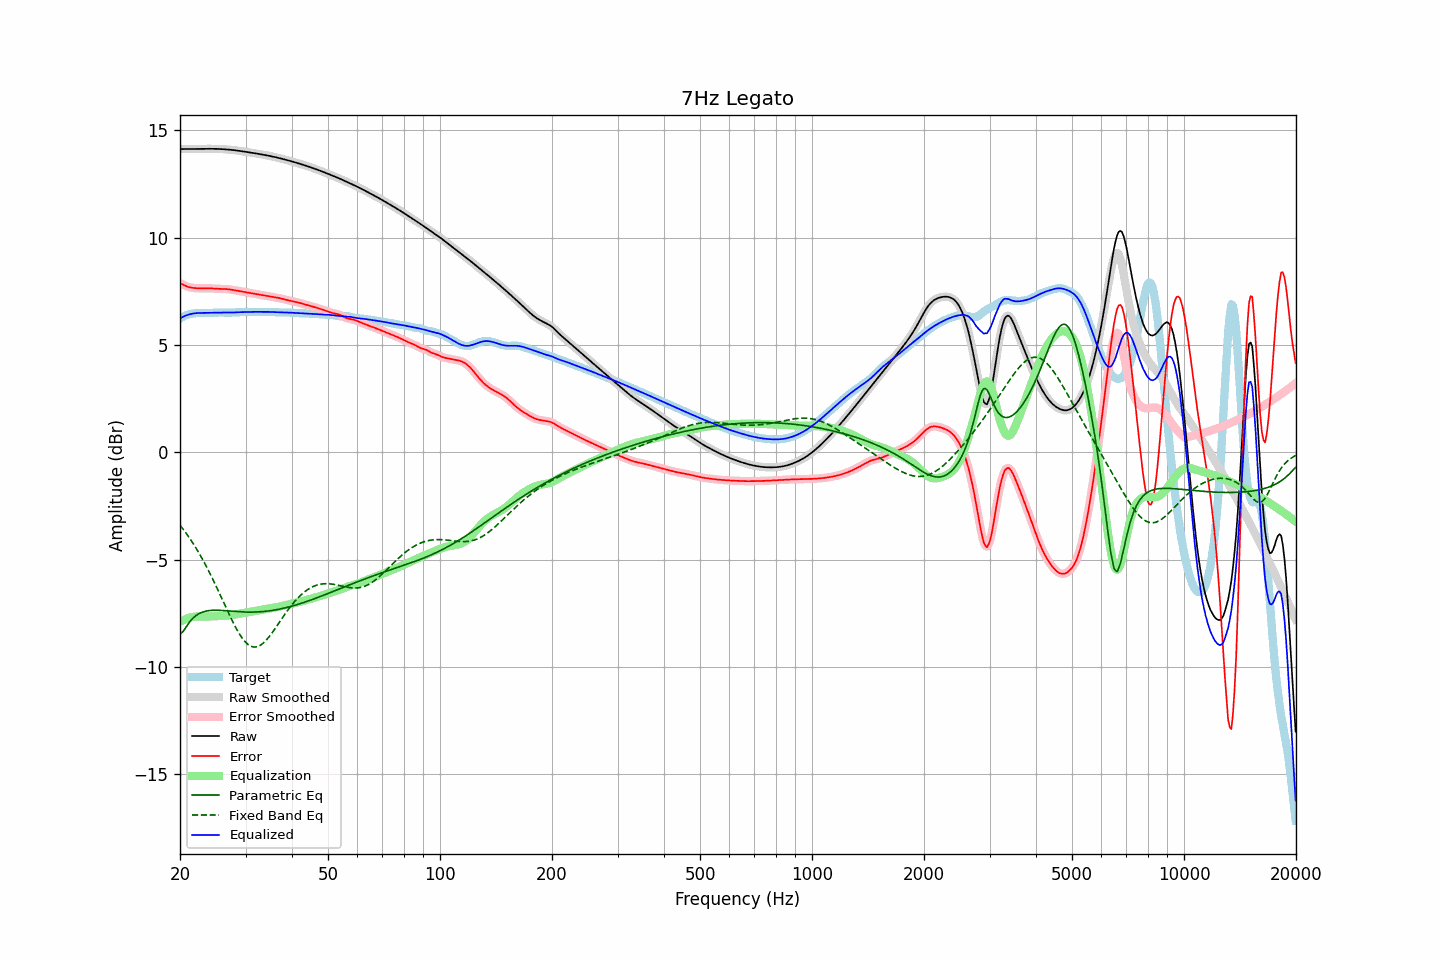 7Hz Legato
15
10
5
0
−5
−10
−15
Amplitude (dBr)
Target
Raw Smoothed
Error Smoothed
Raw
Error
Equalization
Parametric Eq
Fixed Band Eq
Equalized
20 50 100 200 500 1000 2000 5000 10000 20000
Frequency (Hz)